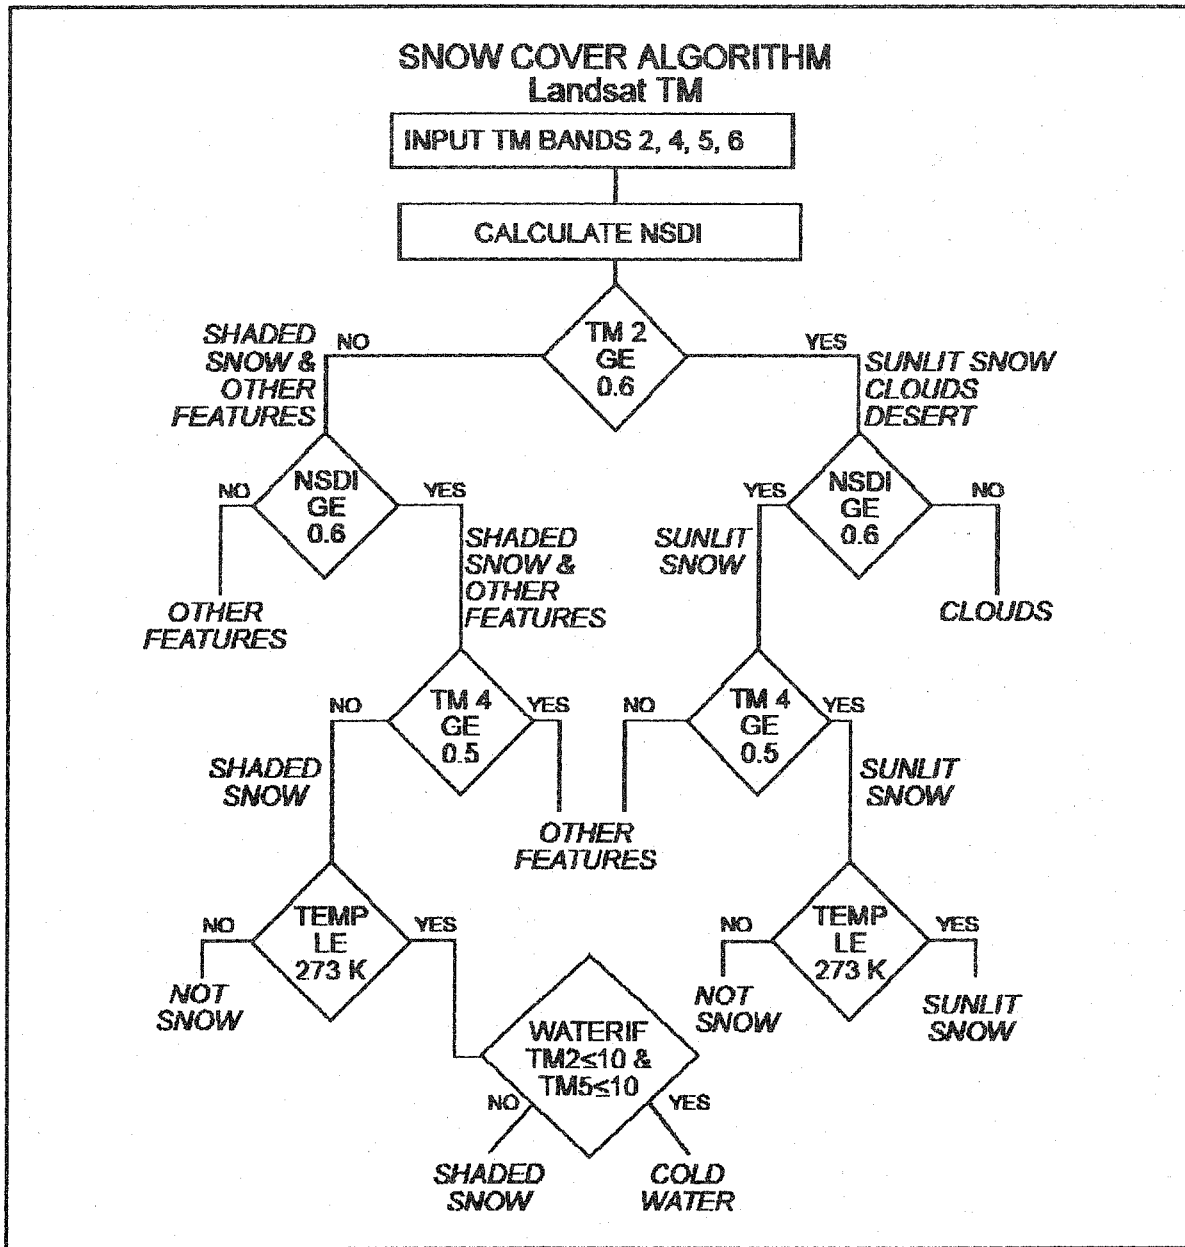 SNOW COVER ALGORITHM
Landsat TM
INPUT TM BANDS 2, 4, 5, 6
CALCULATE NSDI
TM 2
GE
0.6
NO
YES
SHADED
SNOW &
OTHER
FEATURES
SUNLIT SNOW
CLOUDS
DESERT
NSDI
GE
0.6
NO
YES
OTHER
FEATURES
SHADED
SNOW &
OTHER
FEATURES
NSDI
GE
0.6
YES
NO
SUNLIT
SNOW
CLOUDS
TM 4
GE
0.5
NO
YES
SHADED
SNOW
TM 4
GE
0.5
NO
YES
OTHER
FEATURES
SUNLIT
SNOW
TEMP
LE
273 K
NO
YES
NOT
SNOW
TEMP
LE
273 K
NO
YES
NOT
SNOW
SUNLIT
SNOW
WATERIF
TM2≤10 &
TM5≤10
NO
YES
SHADED
SNOW
COLD
WATER